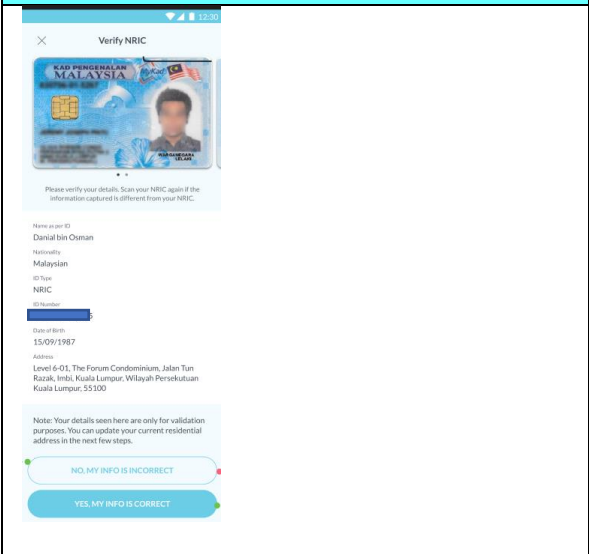 12:30
Verify NRIC
KAD PENGENALAN
MALAYSIA
MyKad
WARGANEGARA
LELAKI
Please verify your details. Scan your NRIC again if the
information captured is different from your NRIC.
Name as per ID
Danial bin Osman
Nationality
Malaysian
ID Type
NRIC
ID Number
Date of Birth
15/09/1987
Address
Level 6-01, The Forum Condominium, Jalan Tun
Razak, Imbi, Kuala Lumpur, Wilayah Persekutuan
Kuala Lumpur, 55100
Note: Your details seen here are only for validation
purposes. You can update your current residential
address in the next few steps.
NO, MY INFO IS INCORRECT
YES, MY INFO IS CORRECT